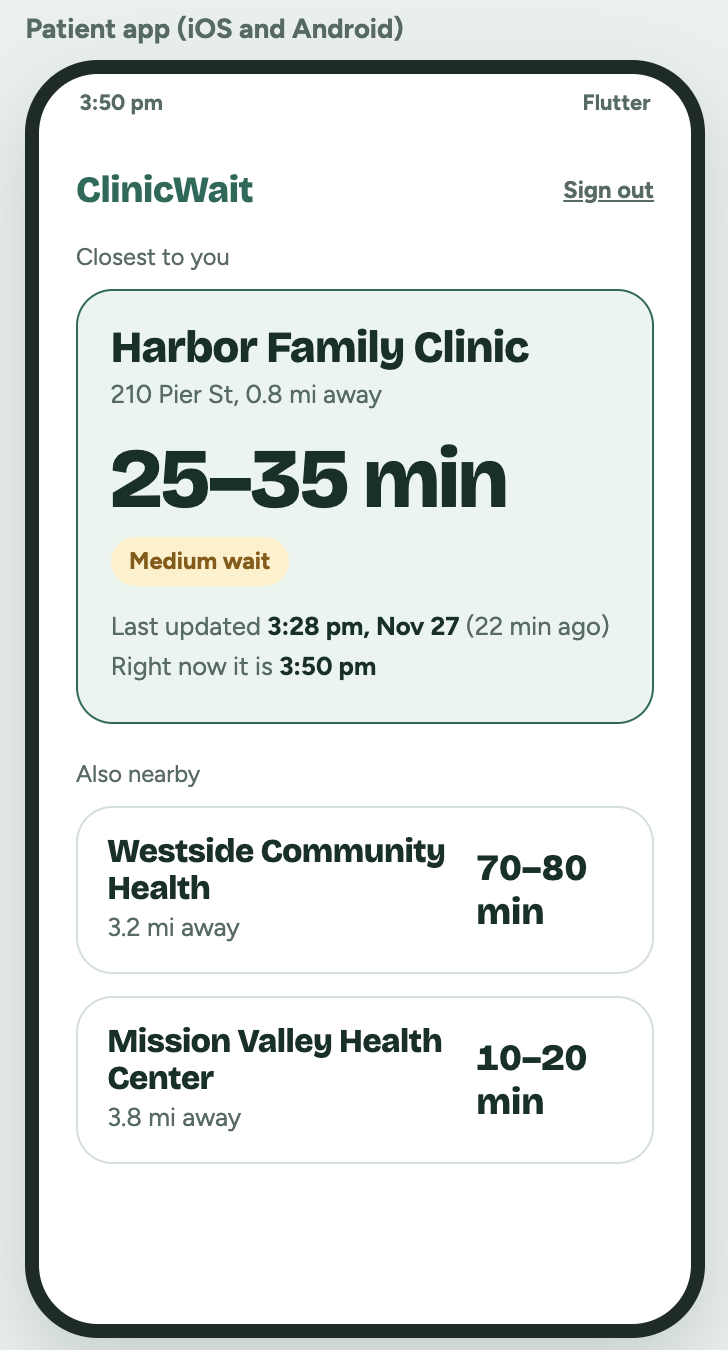 Patient app (iOS and Android)
3:50 pm
Flutter
ClinicWait
Sign out
Closest to you
Harbor Family Clinic
210 Pier St, 0.8 mi away
25–35 min
Medium wait
Last updated 3:28 pm, Nov 27 (22 min ago)
Right now it is 3:50 pm
Also nearby
Westside Community
Health
3.2 mi away
70–80
min
Mission Valley Health
Center
3.8 mi away
10–20
min